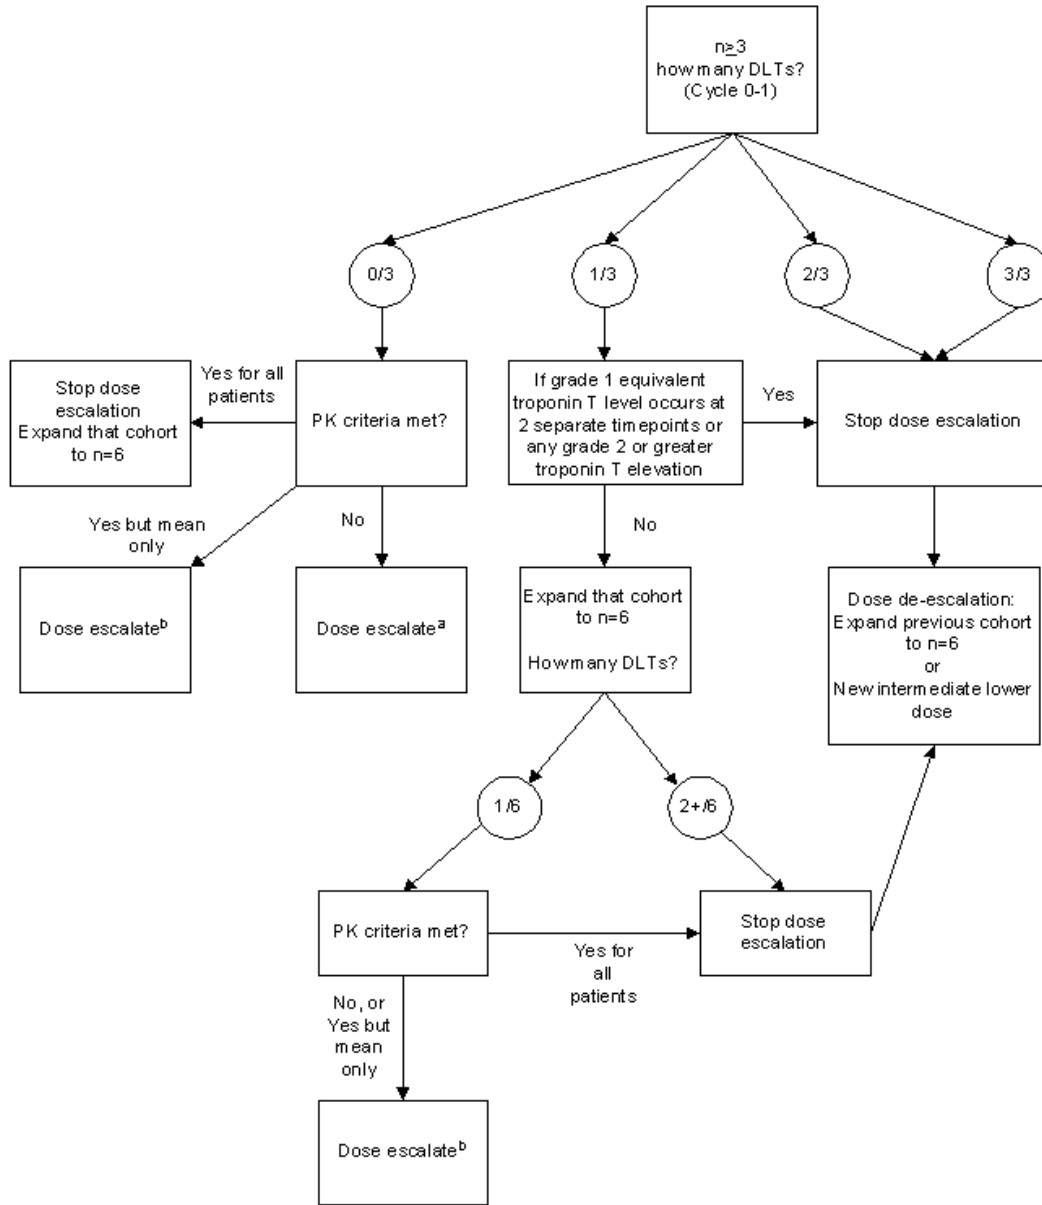 n≥3
how many DLTs?
(Cycle 0-1)
0/3
1/3
2/3
3/3
Stop dose
escalation
Expand that cohort
to n=6
Yes for all
patients
PK criteria met?
If grade 1 equivalent
troponin T level occurs at
2 separate timepoints or
any grade 2 or greater
troponin T elevation
Yes
Stop dose escalation
Yes but mean
only
No
No
Dose escalateᵇ
Dose escalateᵃ
Expand that cohort
to n=6
How many DLTs?
Dose de-escalation:
Expand previous cohort
to n=6
or
New intermediate lower
dose
1/6
2+/6
PK criteria met?
Yes for
all
patients
Stop dose
escalation
No, or
Yes but
mean
only
Dose escalateᵇ